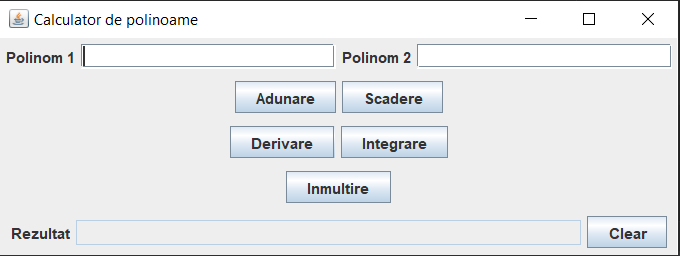 Calculator de polinoame
Polinom 1 Polinom 2
Adunare Scadere
Derivare Integrare
Inmultire
Rezultat Clear